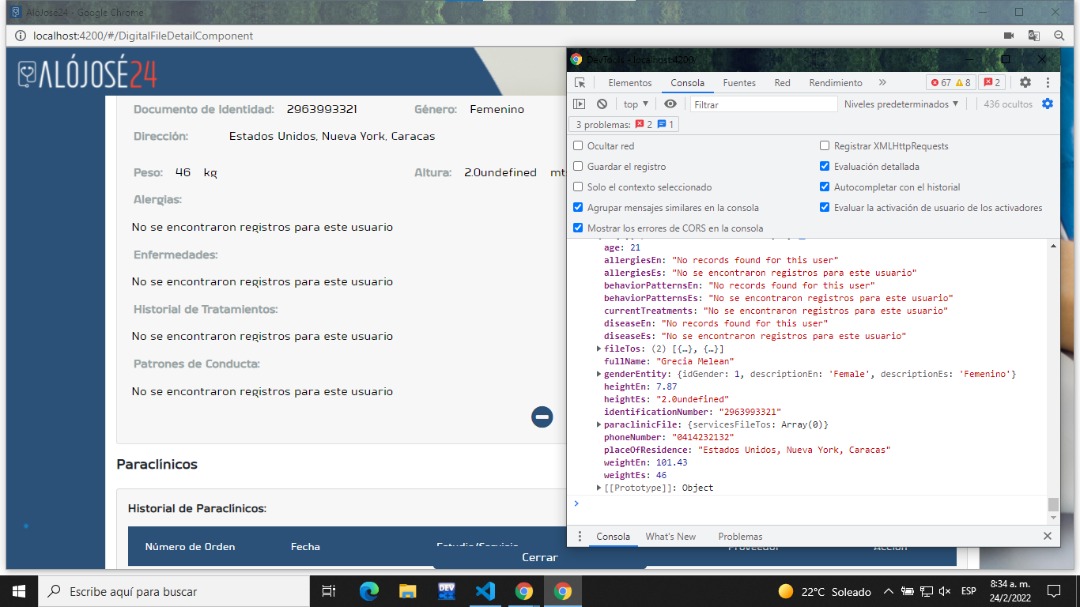 AloJose24 - Google Chrome
localhost:4200/#/DigitalFileDetailComponent
ALÓJOSÉ24
Documento de Identidad: 2963993321 Género: Femenino
Dirección: Estados Unidos, Nueva York, Caracas
Peso: 46 kg Altura: 2.0undefined mt
Alergias:
No se encontraron registros para este usuario
Enfermedades:
No se encontraron registros para este usuario
Historial de Tratamientos:
No se encontraron registros para este usuario
Patrones de Conducta:
No se encontraron registros para este usuario
Paraclínicos
Historial de Paraclínicos:
Número de Orden Fecha Estudio/Servicio Proveedor Acción
Cerrar
DevTools - localhost:4200
Elementos Consola Fuentes Red Rendimiento » 67 8 2
top ▼ Filtrar Niveles predeterminados ▼ 436 ocultos
3 problemas: 2 1
Ocultar red Registrar XMLHttpRequests
Guardar el registro Evaluación detallada
Solo el contexto seleccionado Autocompletar con el historial
Agrupar mensajes similares en la consola Evaluar la activación de usuario de los activadores
Mostrar los errores de CORS en la consola
age: 21
allergiesEn: "No records found for this user"
allergiesEs: "No se encontraron registros para este usuario"
behaviorPatternsEn: "No records found for this user"
behaviorPatternsEs: "No se encontraron registros para este usuario"
currentTreatments: "No se encontraron registros para este usuario"
diseaseEn: "No records found for this user"
diseaseEs: "No se encontraron registros para este usuario"
fileTos: (2) [{…}, {…}]
fullName: "Grecia Melean"
genderEntity: {idGender: 1, descriptionEn: 'Female', descriptionEs: 'Femenino'}
heightEn: 7.87
heightEs: "2.0undefined"
identificationNumber: "2963993321"
paraclinicFile: {servicesFileTos: Array(0)}
phoneNumber: "0414232132"
placeOfResidence: "Estados Unidos, Nueva York, Caracas"
weightEn: 101.43
weightEs: 46
[[Prototype]]: Object
>
Consola What's New Problemas
Escribe aquí para buscar
DEV
22°C Soleado ESP 8:34 a. m.
24/2/2022